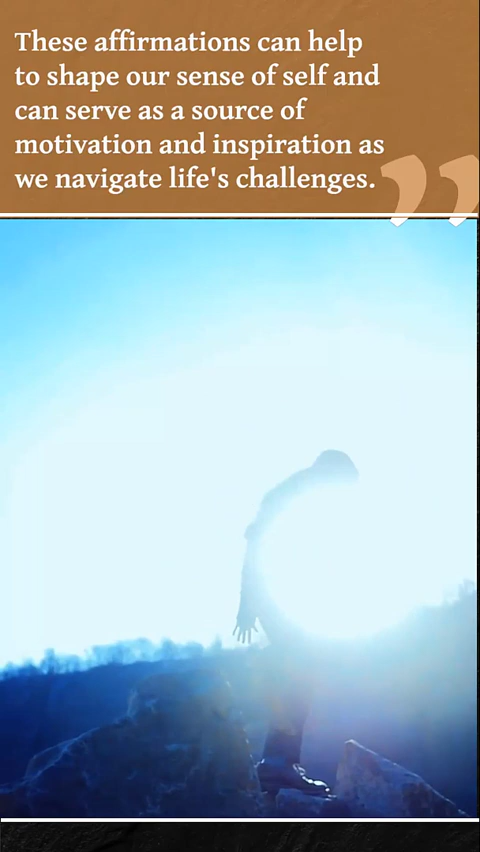 These affirmations can help
to shape our sense of self and
can serve as a source of
motivation and inspiration as
we navigate life's challenges.
”